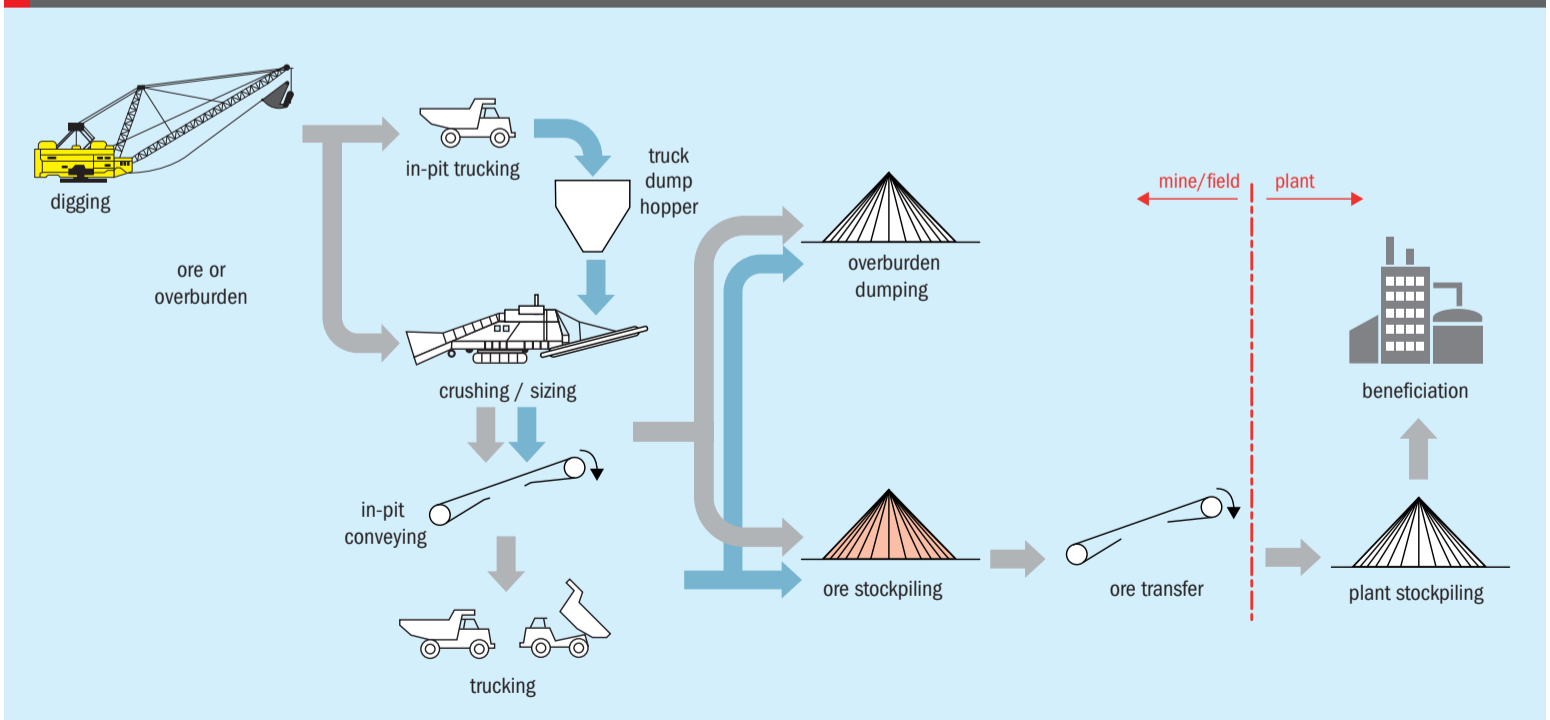 digging
ore or
overburden
in-pit trucking
truck
dump
hopper
crushing / sizing
in-pit
conveying
trucking
overburden
dumping
ore stockpiling
ore transfer
mine/field
plant
beneficiation
plant stockpiling